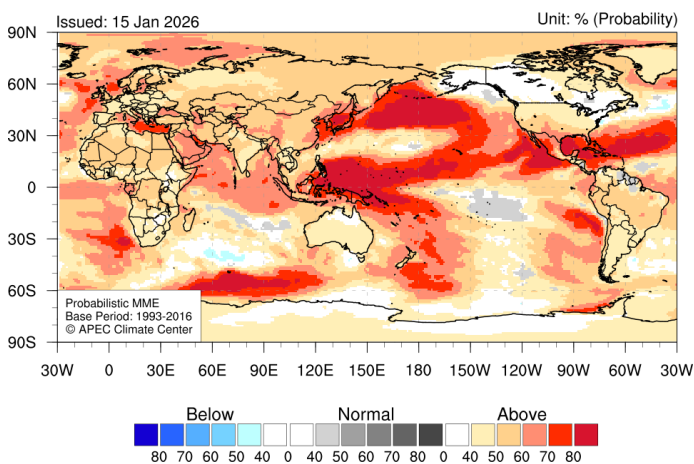 Issued: 15 Jan 2026
Unit: % (Probability)
90N
60N
30N
0
30S
60S
90S
Probabilistic MME
Base Period: 1993-2016
© APEC Climate Center
30W 0 30E 60E 90E 120E 150E 180 150W 120W 90W 60W 30W
Below Normal Above
80 70 60 50 40 0 40 50 60 70 80 0 40 50 60 70 80